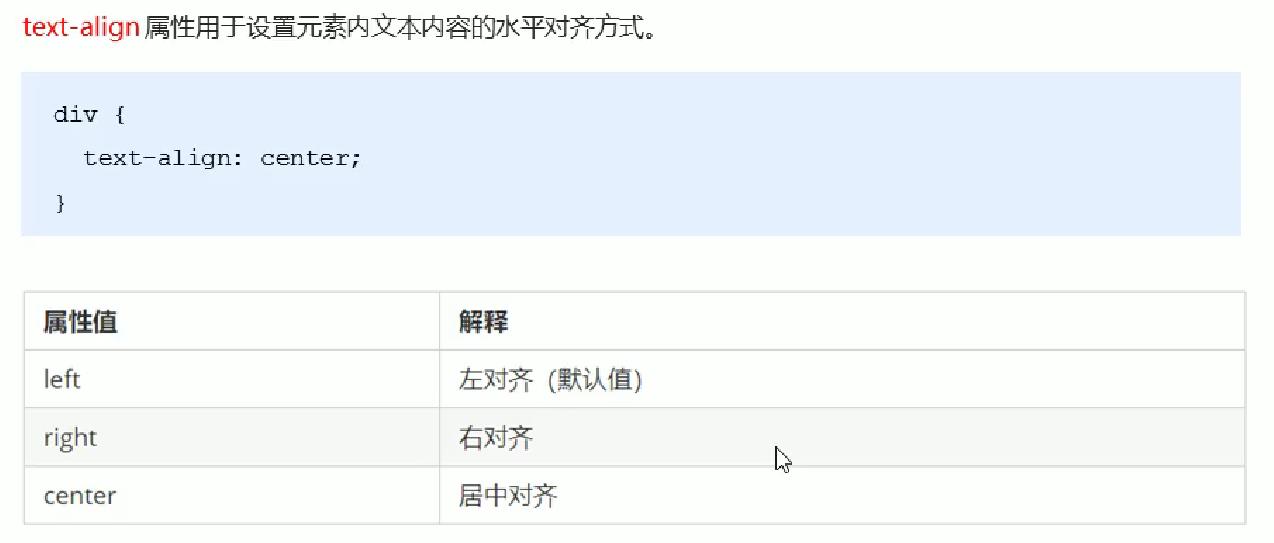 text-align 属性用于设置元素内文本内容的水平对齐方式。
div {
  text-align: center;
}
属性值 解释
left 左对齐（默认值）
right 右对齐
center 居中对齐